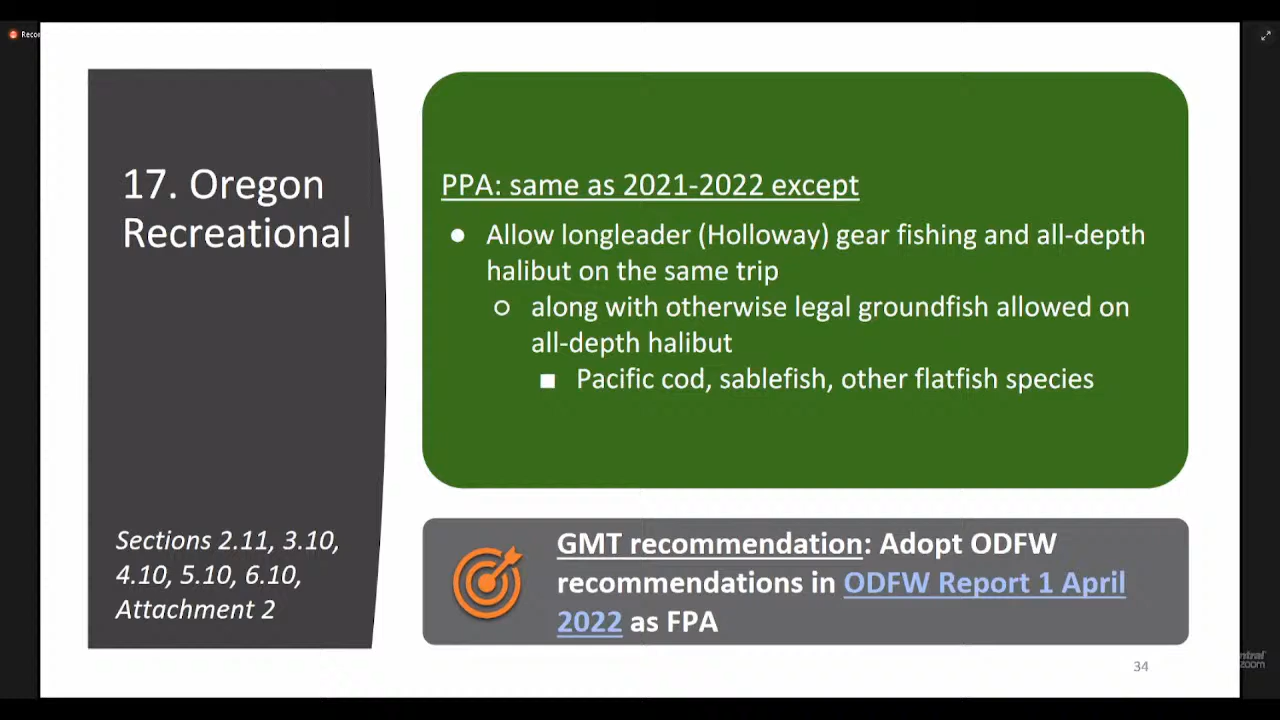 Recor
17. Oregon
Recreational
Sections 2.11, 3.10,
4.10, 5.10, 6.10,
Attachment 2
PPA: same as 2021-2022 except
● Allow longleader (Holloway) gear fishing and all-depth
halibut on the same trip
○ along with otherwise legal groundfish allowed on
all-depth halibut
■ Pacific cod, sablefish, other flatfish species
GMT recommendation: Adopt ODFW
recommendations in ODFW Report 1 April
2022 as FPA
34
zoom